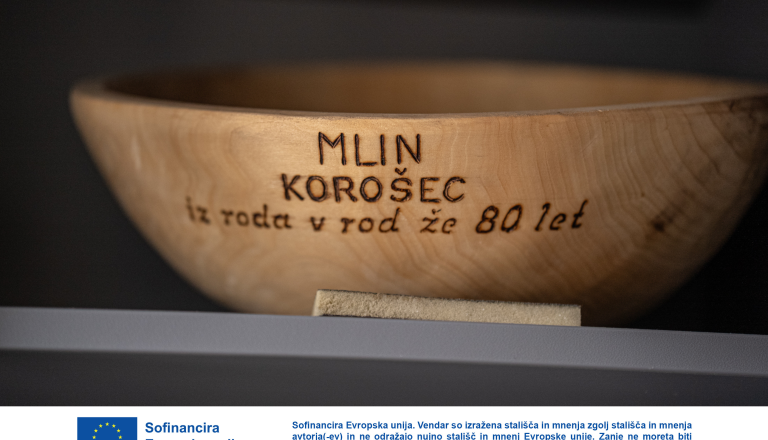 MLIN
KOROŠEC
iz roda v rod že 80 let
Sofinancira
Sofinancira Evropska unija. Vendar so izražena stališča in mnenja zgolj stališča in mnenja
avtorja(-ev) in ne odražajo nujno stališč in mnenj Evropske unije. Zanje ne moreta biti